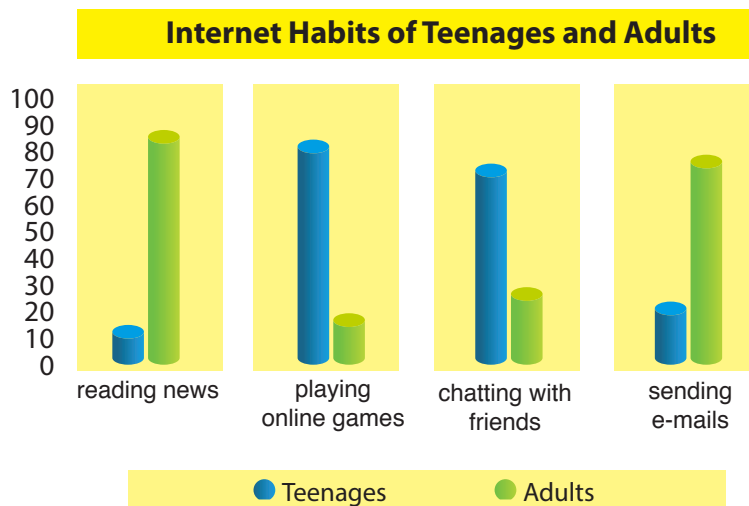 Internet Habits of Teenages and Adults
100
90
80
70
60
50
40
30
20
10
0
reading news
playing
online games
chatting with
friends
sending
e-mails
Teenages
Adults